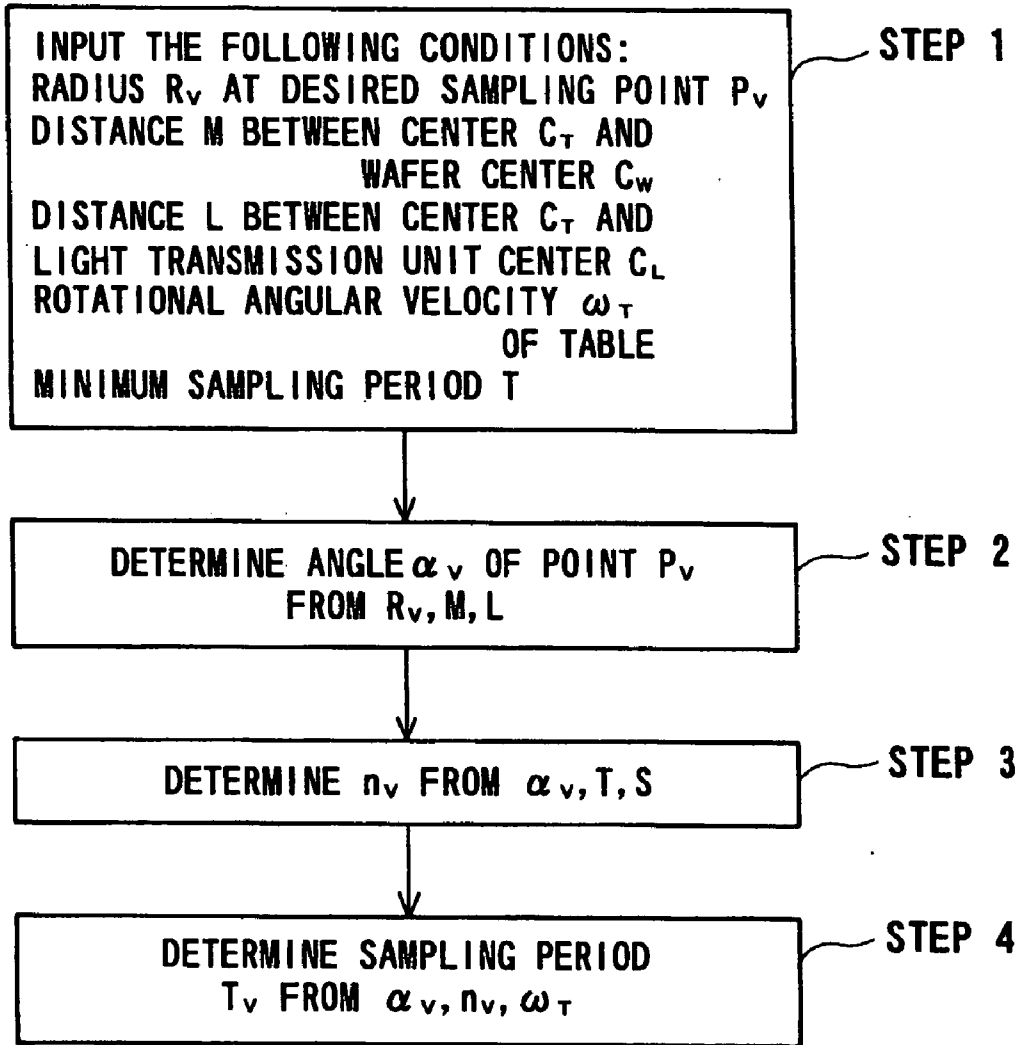 INPUT THE FOLLOWING CONDITIONS:
RADIUS Rv AT DESIRED SAMPLING POINT Pv
DISTANCE M BETWEEN CENTER CT AND
WAFER CENTER CW
DISTANCE L BETWEEN CENTER CT AND
LIGHT TRANSMISSION UNIT CENTER CL
ROTATIONAL ANGULAR VELOCITY ωT
OF TABLE
MINIMUM SAMPLING PERIOD T
STEP 1
DETERMINE ANGLE αv OF POINT Pv
FROM Rv, M, L
STEP 2
DETERMINE nv FROM αv, T, S
STEP 3
DETERMINE SAMPLING PERIOD
Tv FROM αv, nv, ωT
STEP 4